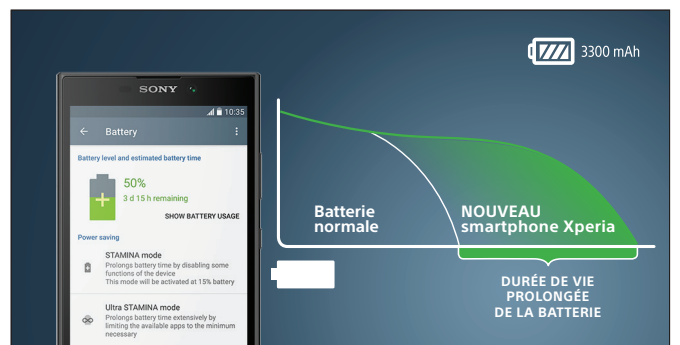 3300 mAh
SONY
10:35
Battery
Battery level and estimated battery time
50%
3 d 15 h remaining
SHOW BATTERY USAGE
Power saving
STAMINA mode
Prolongs battery time by disabling some
functions of the device
This mode will be activated at 15% battery
Ultra STAMINA mode
Prolongs battery time extensively by
limiting the available apps to the minimum
necessary
Batterie
normale
NOUVEAU
smartphone Xperia
DURÉE DE VIE
PROLONGÉE
DE LA BATTERIE